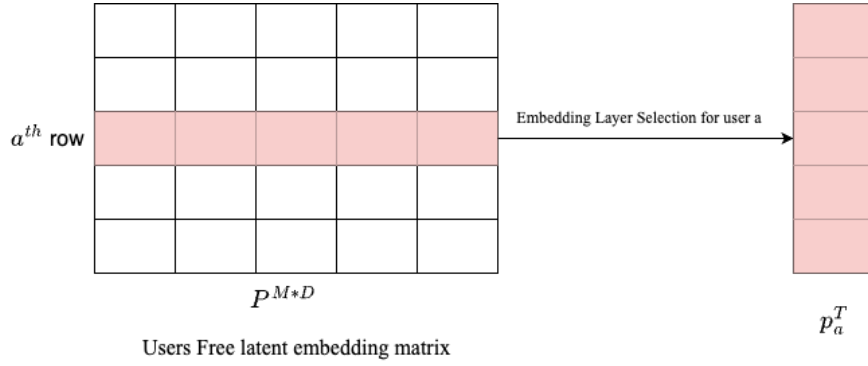 Embedding Layer Selection for user a
a^{th} row
P^{M*D}
p_a^T
Users Free latent embedding matrix